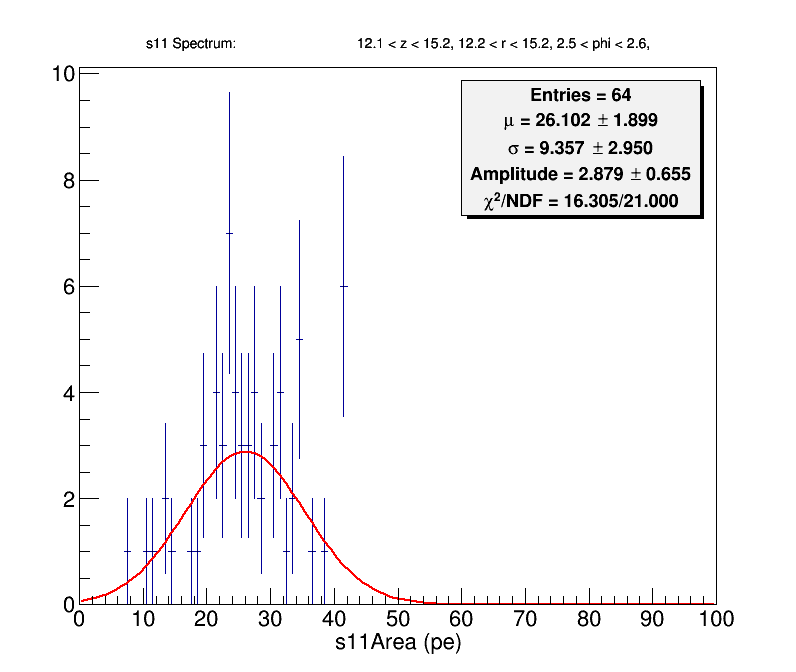 s11 Spectrum: 12.1 < z < 15.2, 12.2 < r < 15.2, 2.5 < phi < 2.6,
Entries = 64
μ = 26.102 ± 1.899
σ = 9.357 ± 2.950
Amplitude = 2.879 ± 0.655
χ²/NDF = 16.305/21.000
10
8
6
4
2
0
0 10 20 30 40 50 60 70 80 90 100
s11Area (pe)